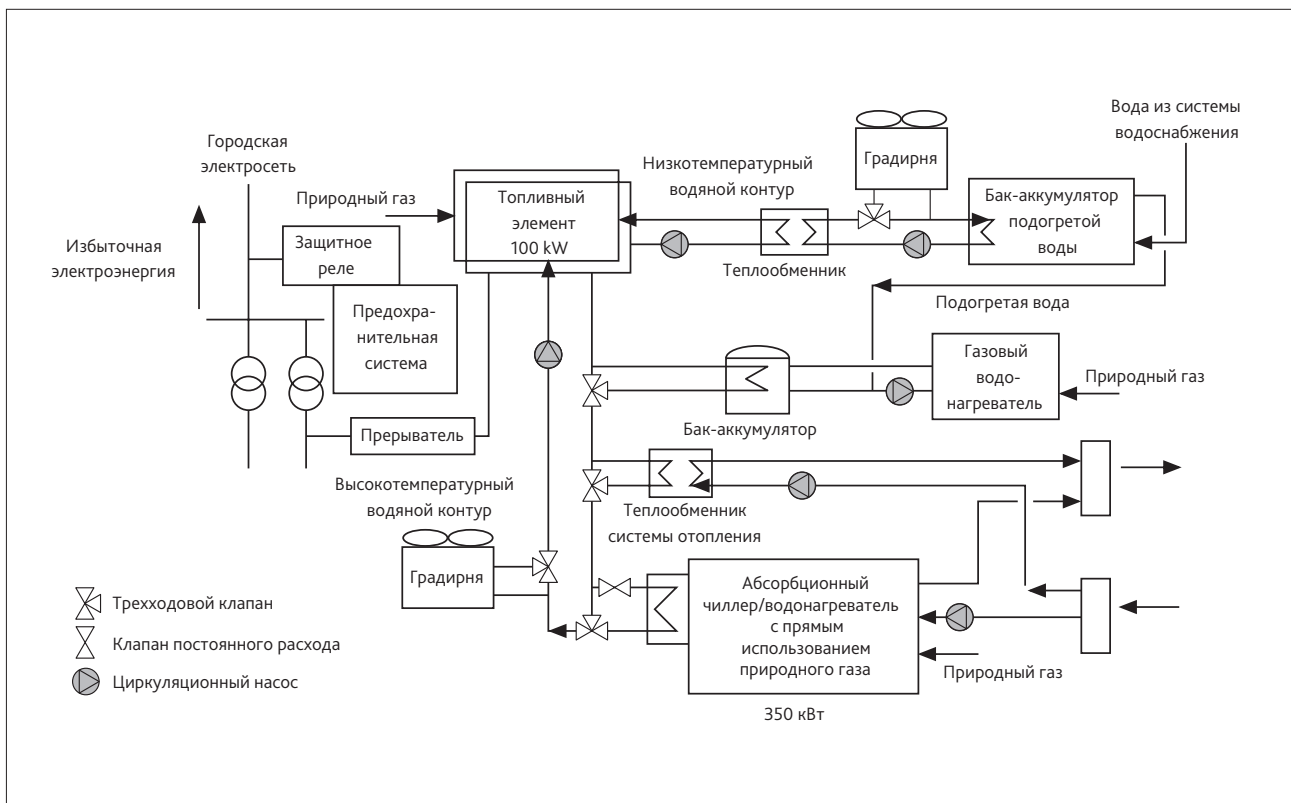 Городская
электросеть
Избыточная
электроэнергия
Природный газ
Защитное
реле
Предохра-
нительная
система
Прерыватель
Топливный
элемент
100 kW
Низкотемпературный
водяной контур
Теплообменник
Градирня
Вода из системы
водоснабжения
Бак-аккумулятор
подогретой
воды
Подогретая вода
Газовый
водо-
нагреватель
Природный газ
Бак-аккумулятор
Теплообменник
системы отопления
Высокотемпературный
водяной контур
Градирня
Абсорбционный
чиллер/водонагреватель
с прямым
использованием
природного газа
Природный газ
350 кВт
Трехходовой клапан
Клапан постоянного расхода
Циркуляционный насос